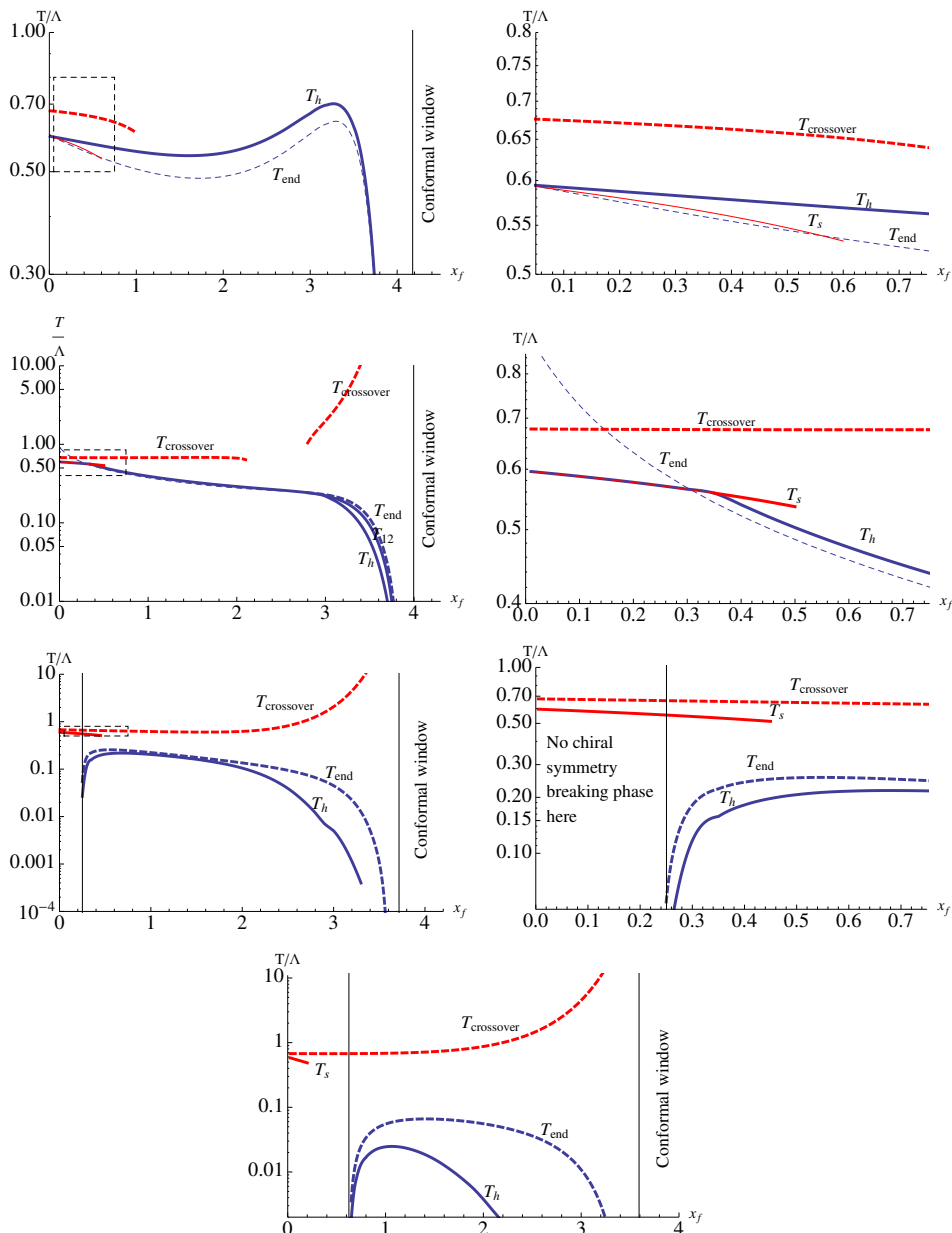 T/Λ
1.00
0.70
0.50
0.30
T_h
T_end
Conformal window
0 1 2 3 4 x_f
T/Λ
0.8
0.7
0.67
0.65
0.6
0.55
0.5
T_crossover
T_h
T_s
T_end
0.1 0.2 0.3 0.4 0.5 0.6 0.7 x_f
T
Λ
10.00
5.00
1.00
0.50
0.10
0.05
0.01
T_crossover
T_crossover
T_end
T_12
T_h
Conformal window
0 1 2 3 4 x_f
T/Λ
0.8
0.7
0.6
0.5
0.4
T_crossover
T_end
T_s
T_h
0.0 0.1 0.2 0.3 0.4 0.5 0.6 0.7 x_f
T/Λ
10
1
0.1
0.01
0.001
10⁻⁴
T_crossover
T_end
T_h
Conformal window
0 1 2 3 4 x_f
T/Λ
1.00
0.70
0.50
0.30
0.20
0.15
0.10
T_crossover
T_s
No chiral
symmetry
breaking phase
here
T_end
T_h
0.0 0.1 0.2 0.3 0.4 0.5 0.6 0.7 x_f
T/Λ
10
1
0.1
0.01
T_crossover
T_s
T_end
T_h
Conformal window
0 1 2 3 4 x_f